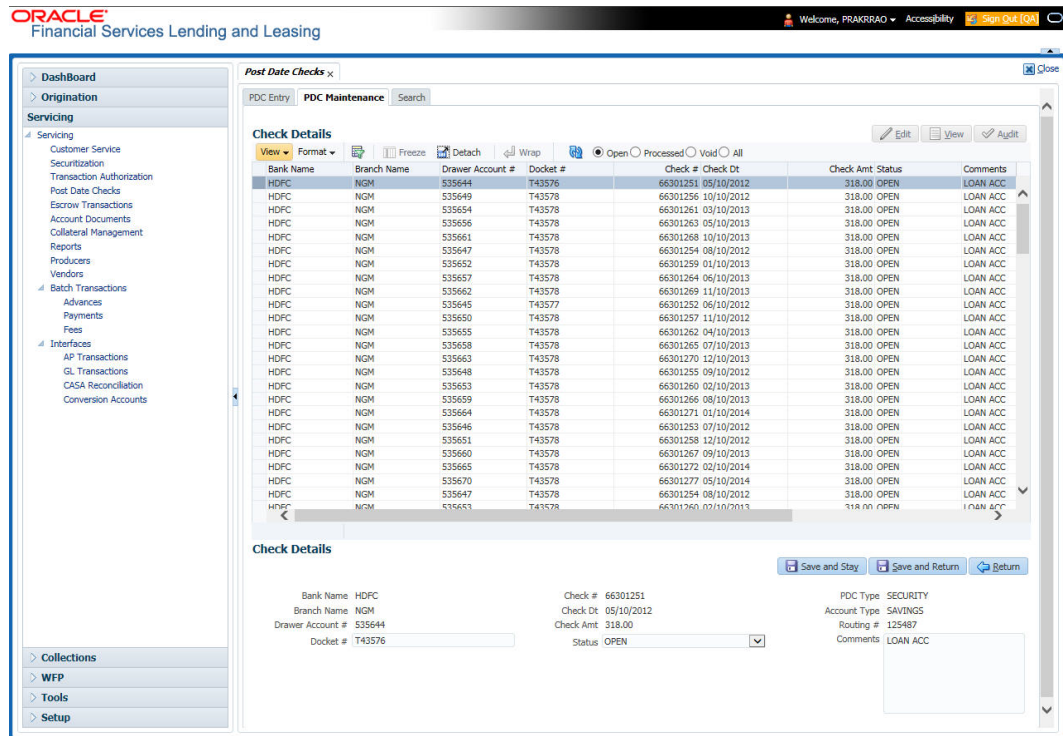 ORACLE®
Financial Services Lending and Leasing
Welcome, PRAKRRAO Accessibility Sign Out [QA]
Close
DashBoard
Origination
Servicing
Servicing
Customer Service
Securitization
Transaction Authorization
Post Date Checks
Escrow Transactions
Account Documents
Collateral Management
Reports
Producers
Vendors
Batch Transactions
Advances
Payments
Fees
Interfaces
AP Transactions
GL Transactions
CASA Reconciliation
Conversion Accounts
Collections
WFP
Tools
Setup
Post Date Checks
PDC Entry PDC Maintenance Search
Check Details
Edit View Audit
View Format Freeze Detach Wrap Open Processed Void All
Bank Name Branch Name Drawer Account # Docket # Check # Check Dt Check Amt Status Comments
HDFC NGM 535644 T43576 66301251 05/10/2012 318.00 OPEN LOAN ACC
HDFC NGM 535649 T43578 66301256 10/10/2012 318.00 OPEN LOAN ACC
HDFC NGM 535654 T43578 66301261 03/10/2013 318.00 OPEN LOAN ACC
HDFC NGM 535656 T43578 66301263 05/10/2013 318.00 OPEN LOAN ACC
HDFC NGM 535661 T43578 66301268 10/10/2013 318.00 OPEN LOAN ACC
HDFC NGM 535647 T43578 66301254 08/10/2012 318.00 OPEN LOAN ACC
HDFC NGM 535652 T43578 66301259 01/10/2013 318.00 OPEN LOAN ACC
HDFC NGM 535657 T43578 66301264 06/10/2013 318.00 OPEN LOAN ACC
HDFC NGM 535662 T43578 66301269 11/10/2013 318.00 OPEN LOAN ACC
HDFC NGM 535645 T43577 66301252 06/10/2012 318.00 OPEN LOAN ACC
HDFC NGM 535650 T43578 66301257 11/10/2012 318.00 OPEN LOAN ACC
HDFC NGM 535655 T43578 66301262 04/10/2013 318.00 OPEN LOAN ACC
HDFC NGM 535658 T43578 66301265 07/10/2013 318.00 OPEN LOAN ACC
HDFC NGM 535663 T43578 66301270 12/10/2013 318.00 OPEN LOAN ACC
HDFC NGM 535648 T43578 66301255 09/10/2012 318.00 OPEN LOAN ACC
HDFC NGM 535653 T43578 66301260 02/10/2013 318.00 OPEN LOAN ACC
HDFC NGM 535659 T43578 66301266 08/10/2013 318.00 OPEN LOAN ACC
HDFC NGM 535664 T43578 66301271 01/10/2014 318.00 OPEN LOAN ACC
HDFC NGM 535646 T43578 66301253 07/10/2012 318.00 OPEN LOAN ACC
HDFC NGM 535651 T43578 66301258 12/10/2012 318.00 OPEN LOAN ACC
HDFC NGM 535660 T43578 66301267 09/10/2013 318.00 OPEN LOAN ACC
HDFC NGM 535665 T43578 66301272 02/10/2014 318.00 OPEN LOAN ACC
HDFC NGM 535670 T43578 66301277 05/10/2014 318.00 OPEN LOAN ACC
HDFC NGM 535647 T43578 66301254 08/10/2012 318.00 OPEN LOAN ACC
HDFC NGM 535653 T43578 66301260 02/10/2013 318.00 OPEN LOAN ACC
Check Details
Save and Stay Save and Return Return
Bank Name HDFC Check # 66301251 PDC Type SECURITY
Branch Name NGM Check Dt 05/10/2012 Account Type SAVINGS
Drawer Account # 535644 Check Amt 318.00 Routing # 125487
Docket # T43576 Status OPEN Comments LOAN ACC